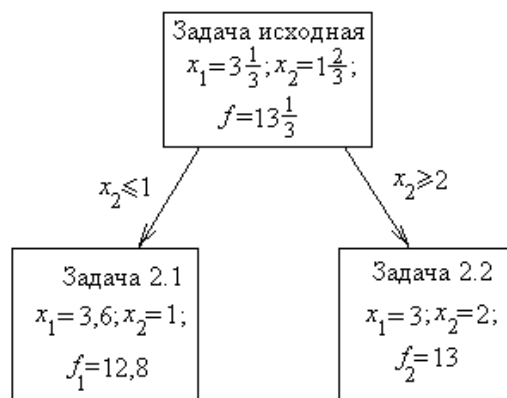 Задача исходная
x₁=3 1/3; x₂=1 2/3;
f=13 1/3
x₂⩽1
x₂⩾2
Задача 2.1
x₁=3,6; x₂=1;
f₁=12,8
Задача 2.2
x₁=3; x₂=2;
f₂=13